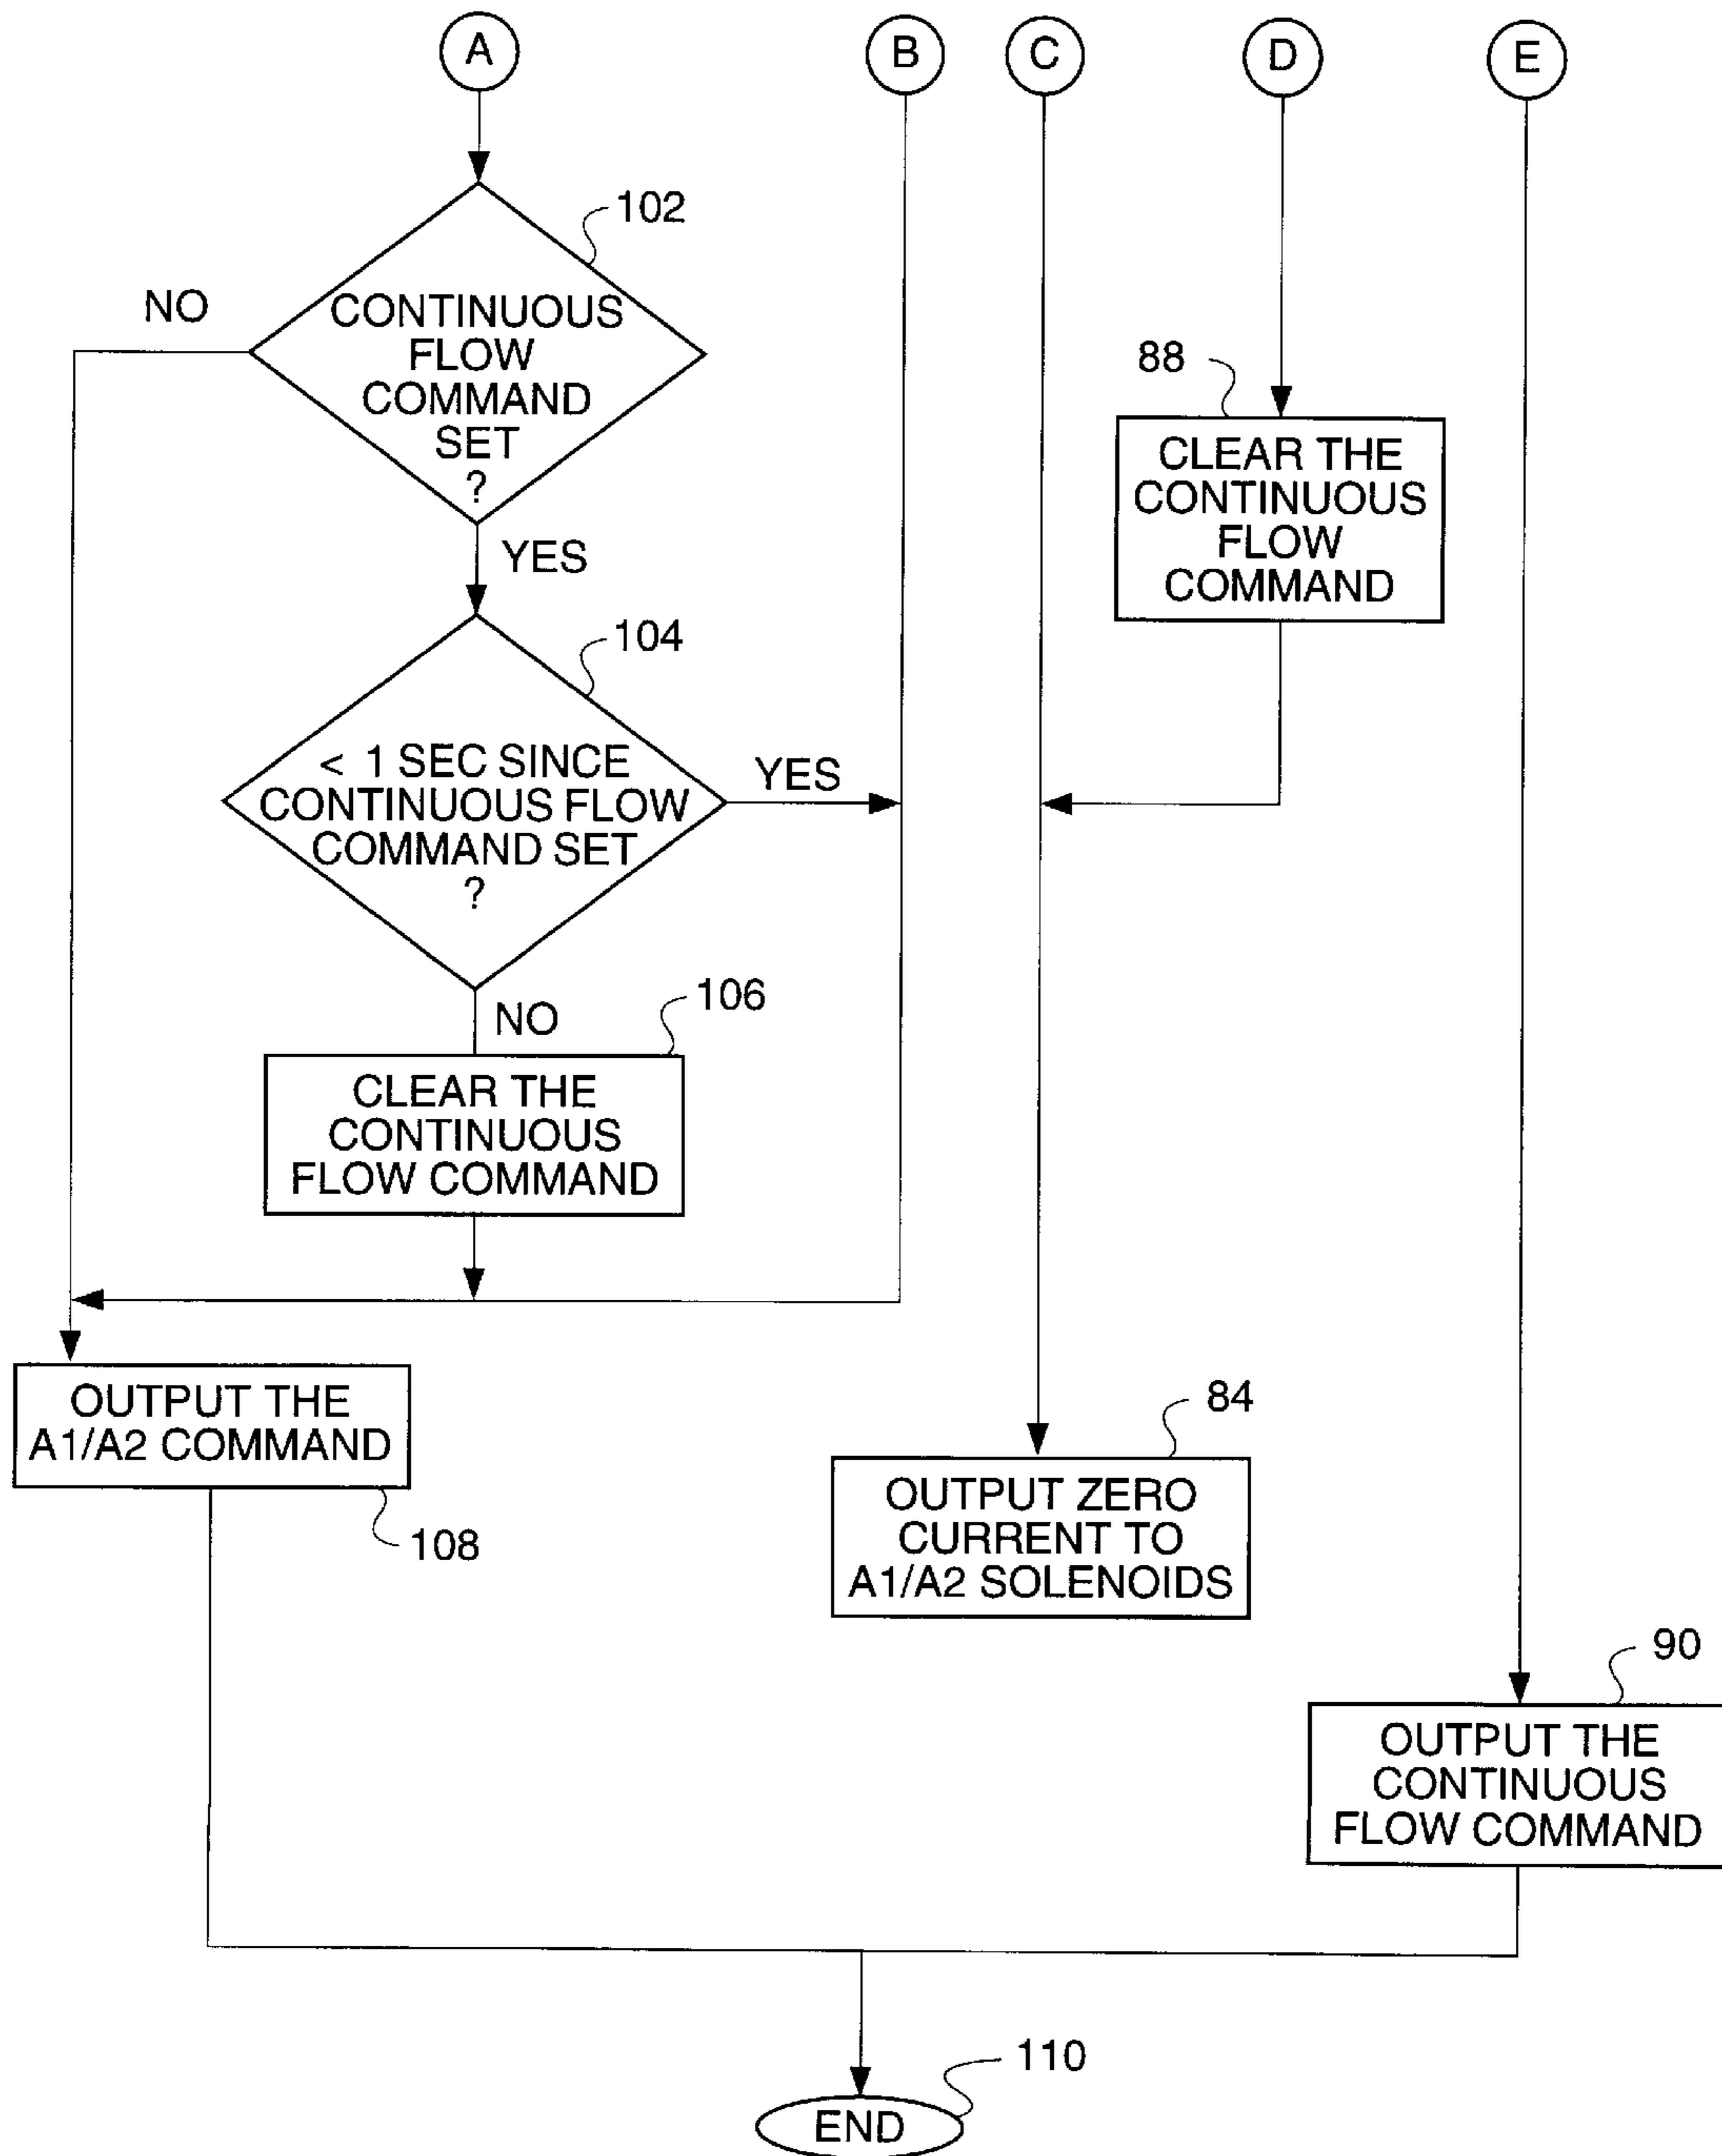 A
B
C
D
E
102
NO
CONTINUOUS
FLOW
COMMAND
SET
?
YES
88
CLEAR THE
CONTINUOUS
FLOW
COMMAND
104
< 1 SEC SINCE
CONTINUOUS FLOW
COMMAND SET
?
YES
NO
106
CLEAR THE
CONTINUOUS
FLOW COMMAND
OUTPUT THE
A1/A2 COMMAND
108
84
OUTPUT ZERO
CURRENT TO
A1/A2 SOLENOIDS
90
OUTPUT THE
CONTINUOUS
FLOW COMMAND
110
END